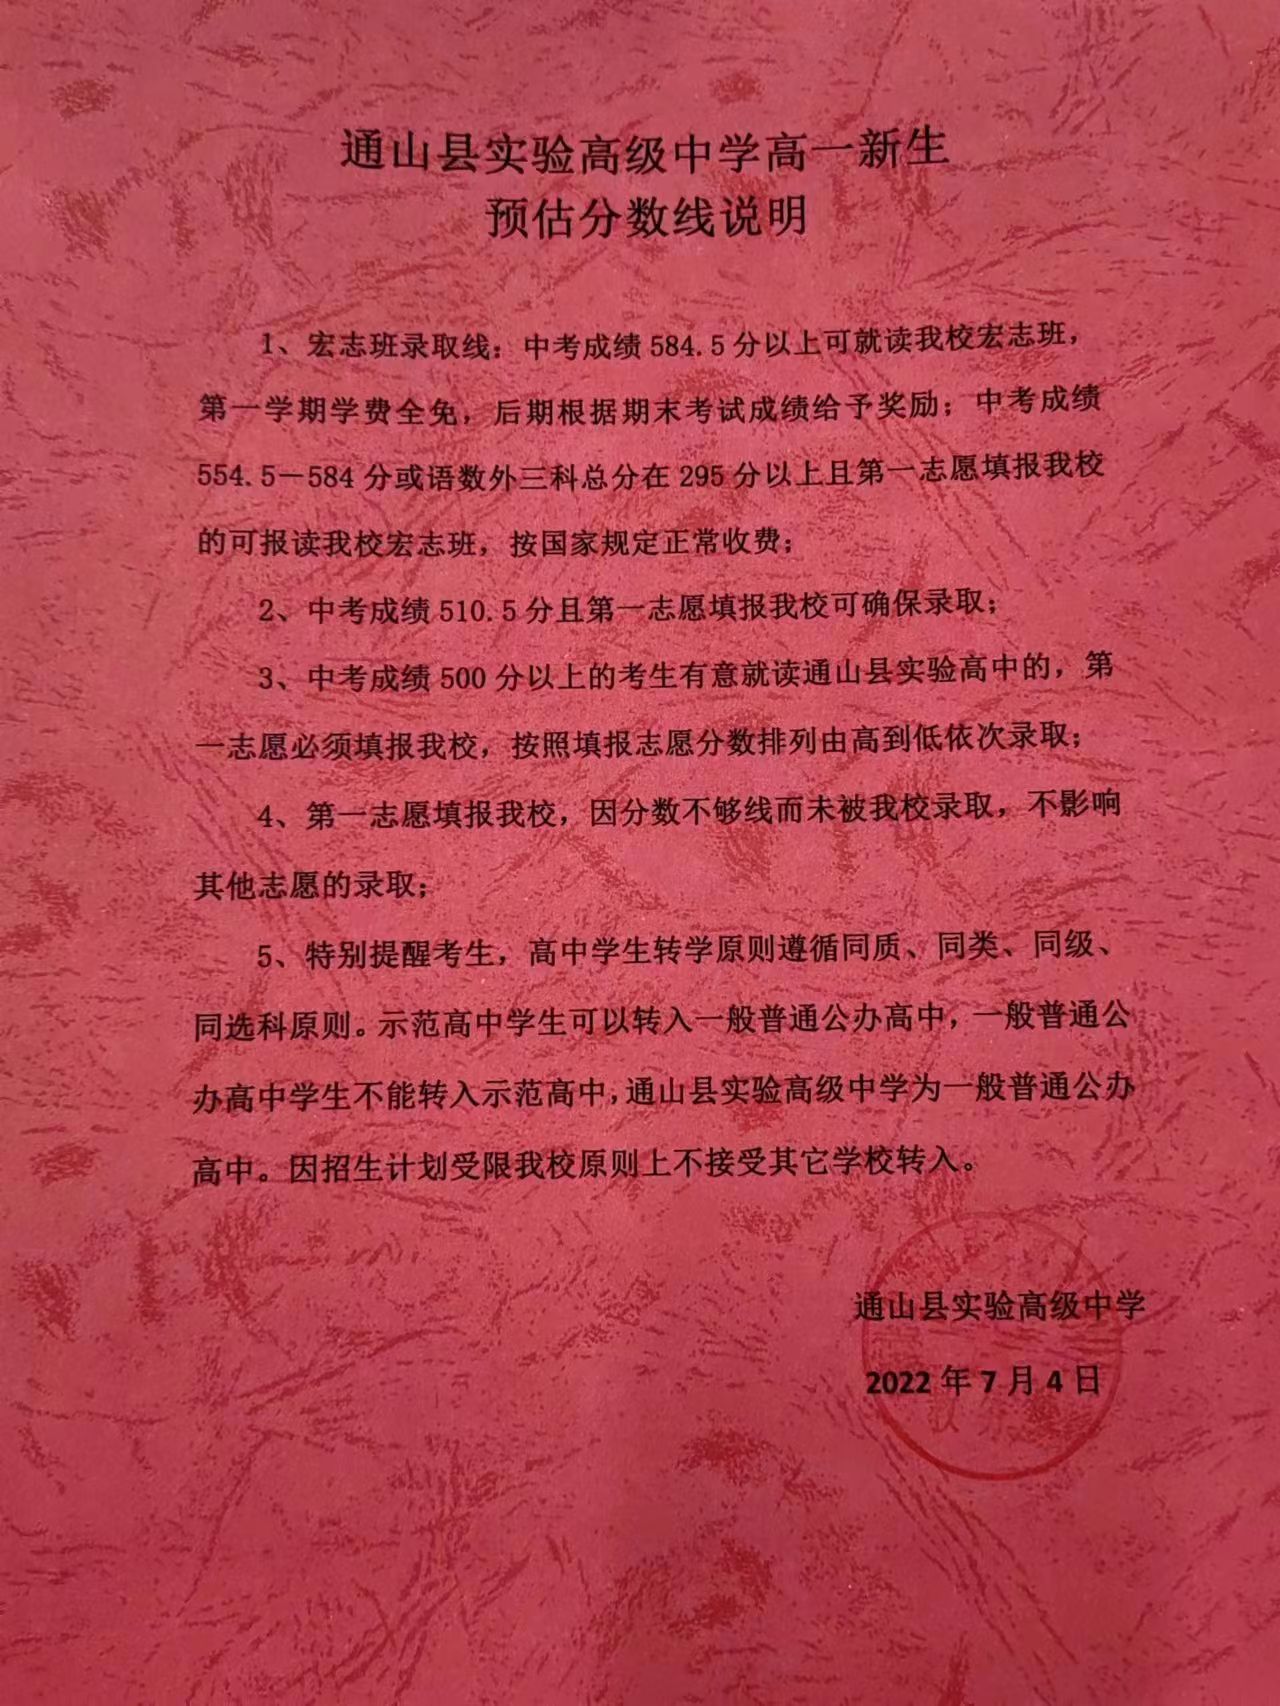 通山县实验高级中学高一新生
预估分数线说明
1、宏志班录取线：中考成绩 584.5 分以上可就读我校宏志班，
第一学期学费全免，后期根据期末考试成绩给予奖励；中考成绩
554.5－584 分或语数外三科总分在 295 分以上且第一志愿填报我校
的可报读我校宏志班，按国家规定正常收费；
2、中考成绩 510.5 分且第一志愿填报我校可确保录取；
3、中考成绩 500 分以上的考生有意就读通山县实验高中的，第
一志愿必须填报我校，按照填报志愿分数排列由高到低依次录取；
4、第一志愿填报我校，因分数不够线而未被我校录取，不影响
其他志愿的录取；
5、特别提醒考生，高中学生转学原则遵循同质、同类、同级、
同选科原则。示范高中学生可以转入一般普通公办高中，一般普通公
办高中学生不能转入示范高中，通山县实验高级中学为一般普通公办
高中。因招生计划受限我校原则上不接受其它学校转入。
通山县实验高级中学
2022 年 7 月 4 日